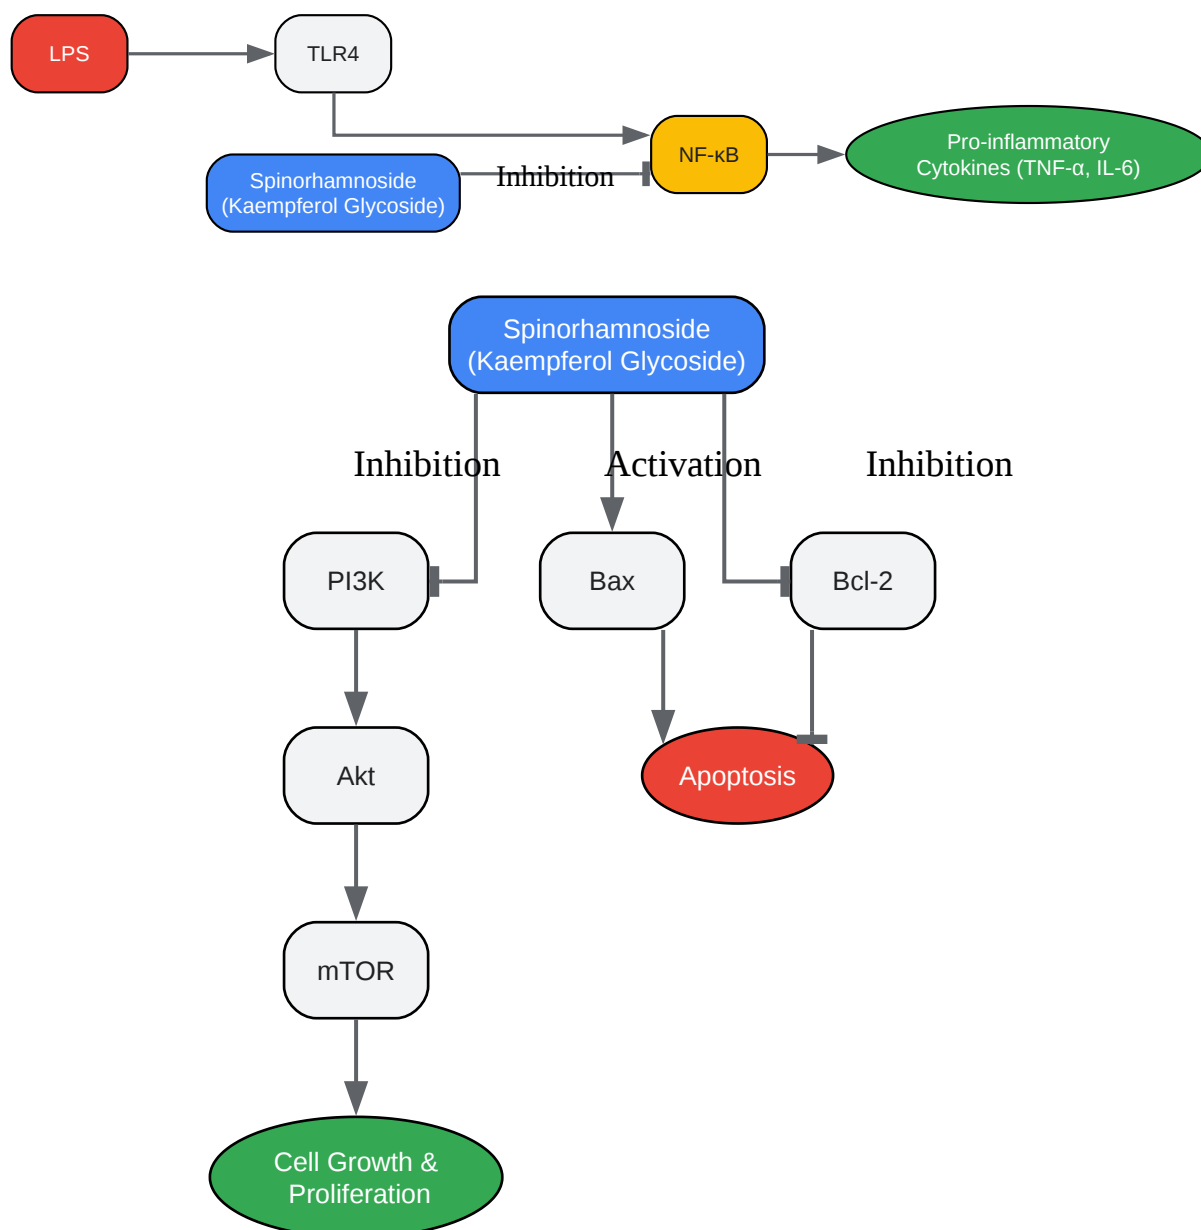 LPS
TLR4
NF-κB
Pro-inflammatory
Cytokines (TNF-α, IL-6)
Spinorhamnoside
(Kaempferol Glycoside)
Inhibition
Spinorhamnoside
(Kaempferol Glycoside)
Inhibition
Activation
Inhibition
PI3K
Bax
Bcl-2
Akt
Apoptosis
mTOR
Cell Growth &
Proliferation